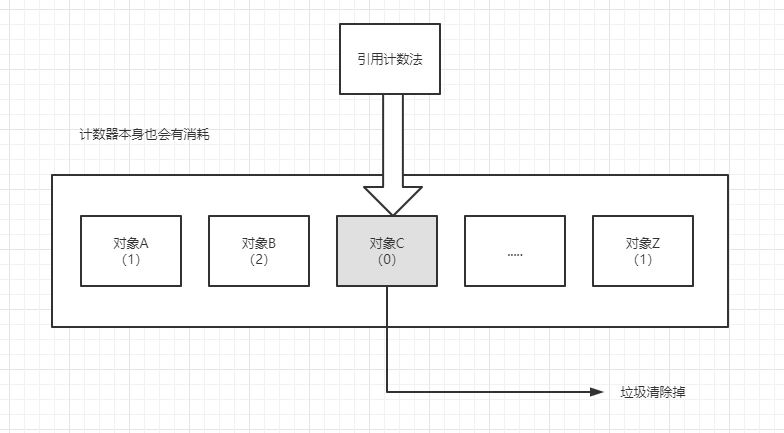 引用计数法
计数器本身也会有消耗
对象A
（1）
对象B
（2）
对象C
（0）
.....
对象Z
（1）
垃圾清除掉